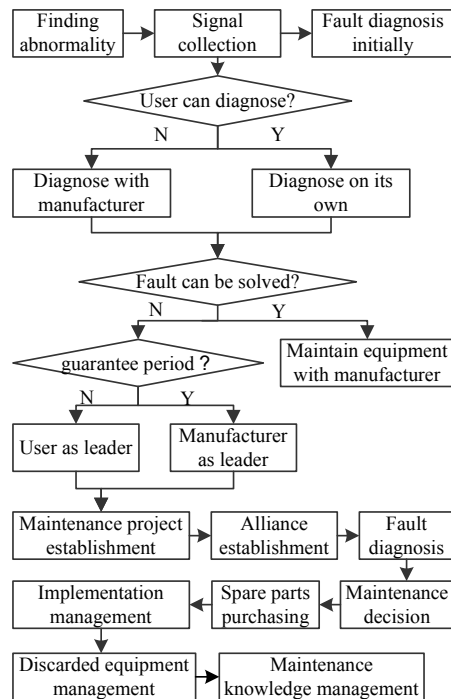 Finding
abnormality
Signal
collection
Fault diagnosis
initially
User can diagnose?
N
Y
Diagnose with
manufacturer
Diagnose on its
own
Fault can be solved?
N
Y
guarantee period？
Maintain equipment
with manufacturer
N
Y
User as leader
Manufacturer
as leader
Maintenance project
establishment
Alliance
establishment
Fault
diagnosis
Implementation
management
Spare parts
purchasing
Maintenance
decision
Discarded equipment
management
Maintenance
knowledge management